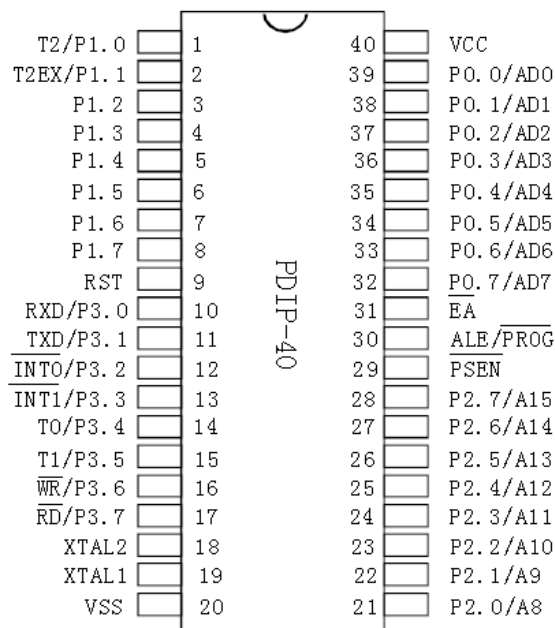 T2/P1.0 1 40 VCC
T2EX/P1.1 2 39 P0.0/AD0
P1.2 3 38 P0.1/AD1
P1.3 4 37 P0.2/AD2
P1.4 5 36 P0.3/AD3
P1.5 6 35 P0.4/AD4
P1.6 7 34 P0.5/AD5
P1.7 8 33 P0.6/AD6
RST 9 32 P0.7/AD7
RXD/P3.0 10 31 E̅A̅
TXD/P3.1 11 30 ALE/P̅R̅O̅G̅
I̅N̅T̅0̅/P3.2 12 29 P̅S̅E̅N̅
I̅N̅T̅1̅/P3.3 13 28 P2.7/A15
T0/P3.4 14 27 P2.6/A14
T1/P3.5 15 26 P2.5/A13
W̅R̅/P3.6 16 25 P2.4/A12
R̅D̅/P3.7 17 24 P2.3/A11
XTAL2 18 23 P2.2/A10
XTAL1 19 22 P2.1/A9
VSS 20 21 P2.0/A8
PDIP-40